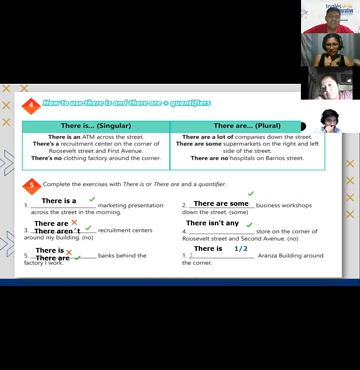 Inglés
4 How to use there is and there are + quantifiers
There is... (Singular)
There are... (Plural)
There is an ATM across the street.
There's a recruitment center on the corner of
Roosevelt street and First Avenue.
There's no clothing factory around the corner.
There are a lot of companies down the street.
There are some supermarkets on the right and left
side of the street.
There are no hospitals on Barrios street.
5 Complete the exercises with There is or There are and a quantifier.
There is a
1. marketing presentation
across the street in the morning.
There are some
2. business workshops
down the street. (some)
There are
There aren't
3. recruitment centers
around my building. (no)
There isn't any
4. store on the corner of
Roosevelt street and Second Avenue. (no)
There is
There are
5. banks behind the
factory I work.
There is 1/2
1. Aranza Building around
the corner.